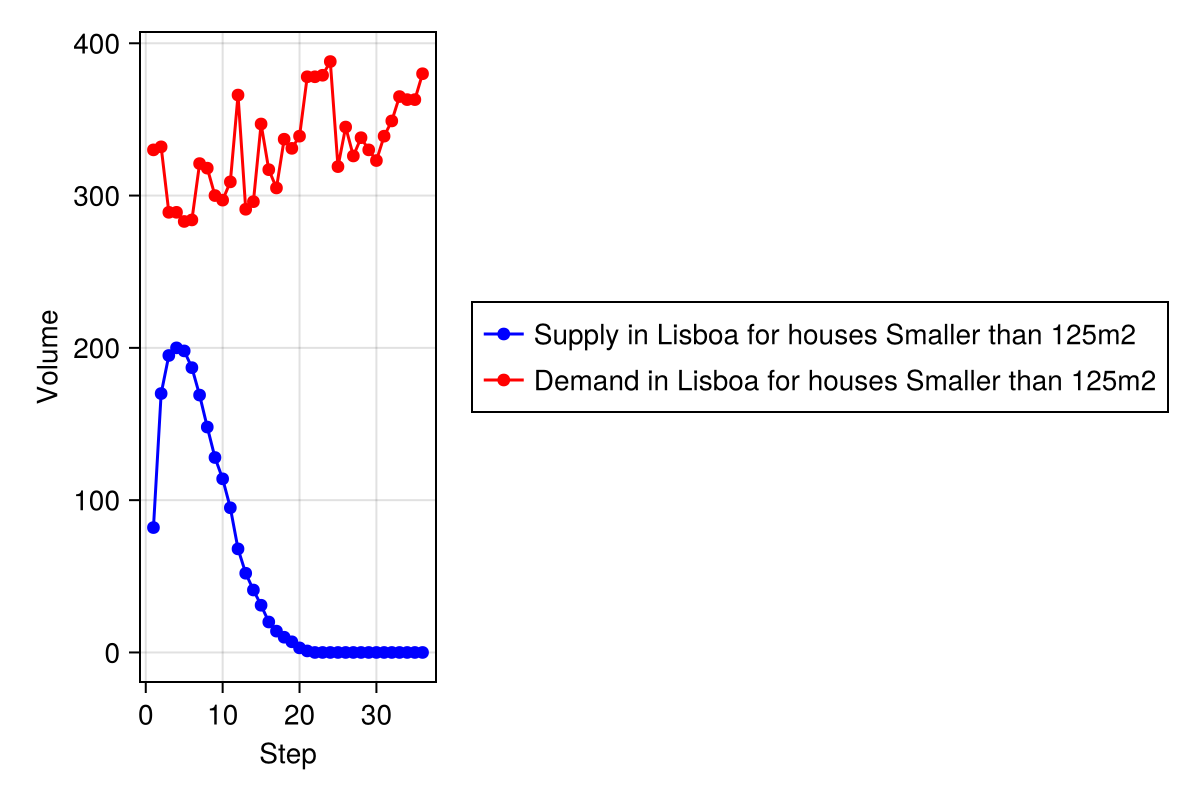 400
300
200
100
0
Volume
0 10 20 30
Step
Supply in Lisboa for houses Smaller than 125m2
Demand in Lisboa for houses Smaller than 125m2